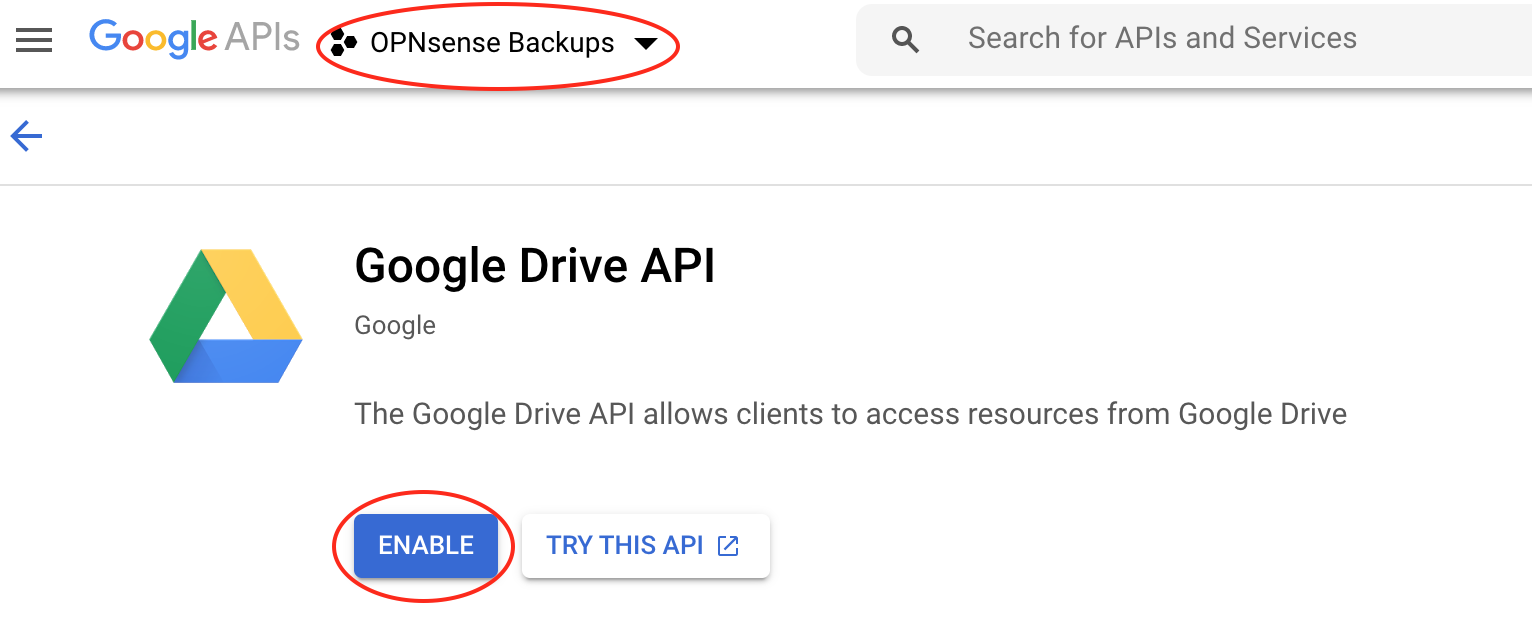 Google APIs OPNsense Backups Search for APIs and Services
Google Drive API
Google
The Google Drive API allows clients to access resources from Google Drive
ENABLE TRY THIS API